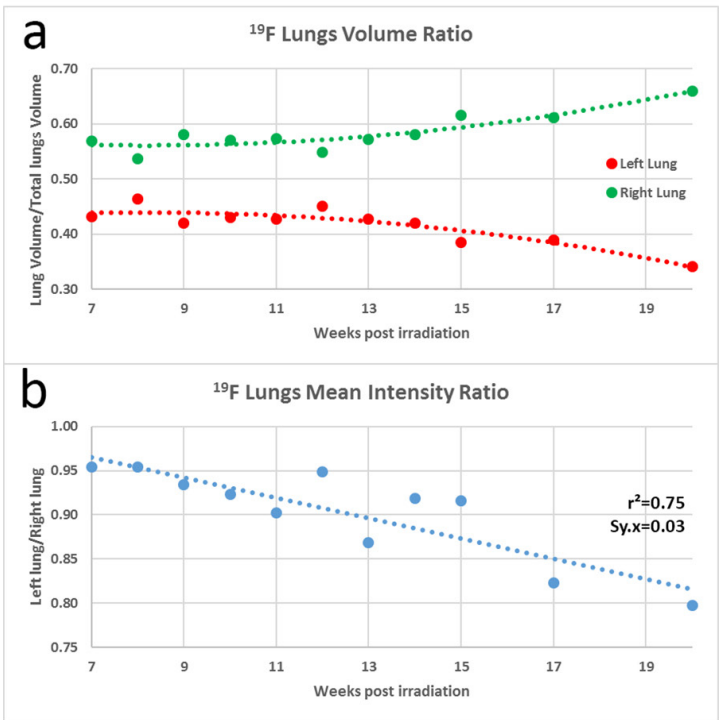 a
¹⁹F Lungs Volume Ratio
Lung Volume/Total lungs Volume
0.70
0.60
0.50
0.40
0.30
Left Lung
Right Lung
7 9 11 13 15 17 19
Weeks post irradiation
b
¹⁹F Lungs Mean Intensity Ratio
Left lung/Right lung
1.00
0.95
0.90
0.85
0.80
0.75
r²=0.75
Sy.x=0.03
7 9 11 13 15 17 19
Weeks post irradiation